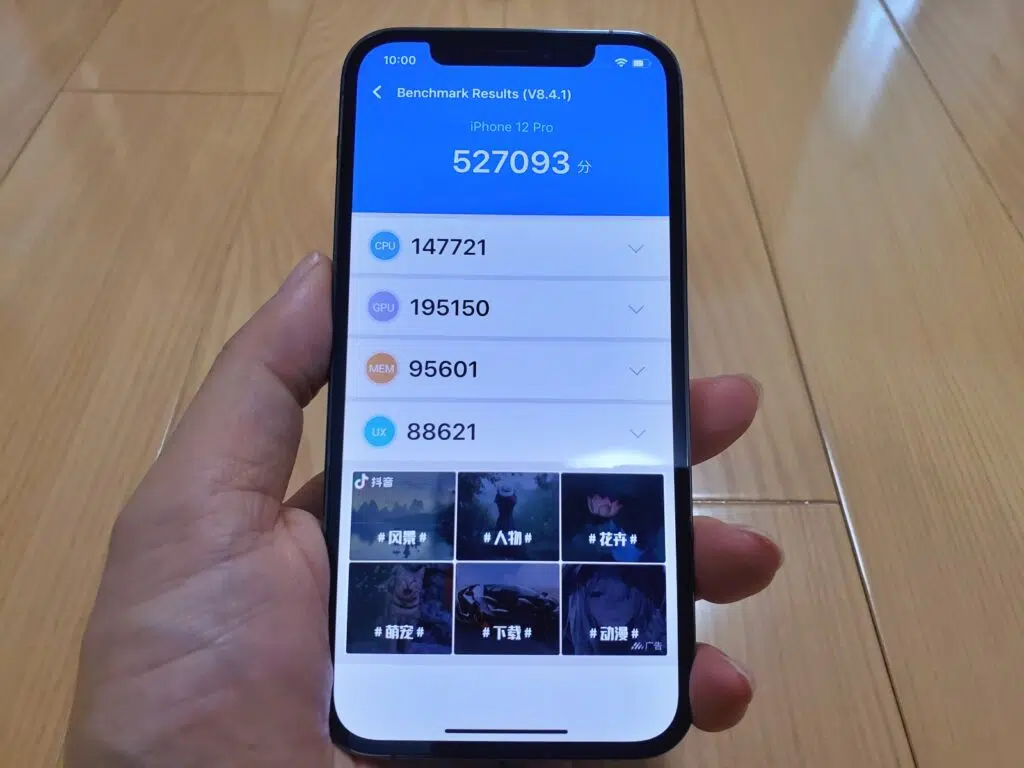 10:00
Benchmark Results (V8.4.1)
iPhone 12 Pro
527093 分
CPU 147721
GPU 195150
MEM 95601
UX 88621
抖音
#风景# #人物# #花卉#
#萌宠# #下载# #动漫#
广告